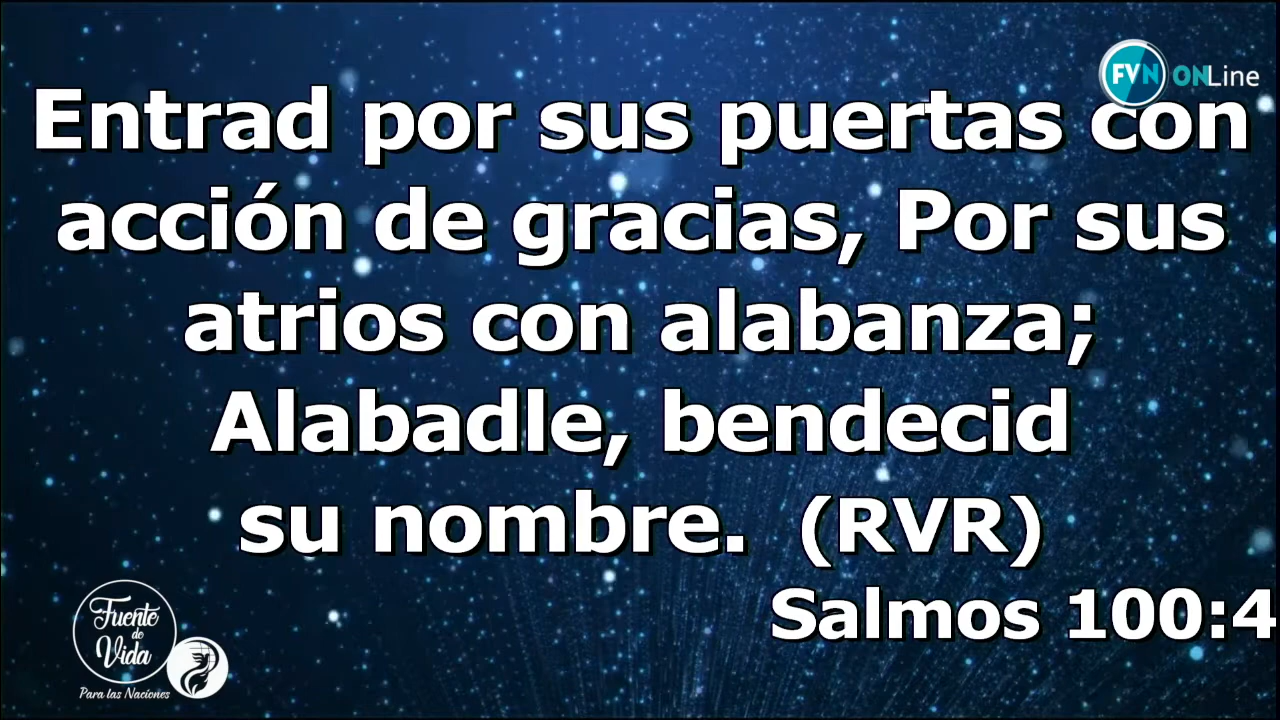 FVN ONLine
Entrad por sus puertas con
acción de gracias, Por sus
atrios con alabanza;
Alabadle, bendecid
su nombre. (RVR)
Salmos 100:4
Fuente
de
Vida
Para las Naciones